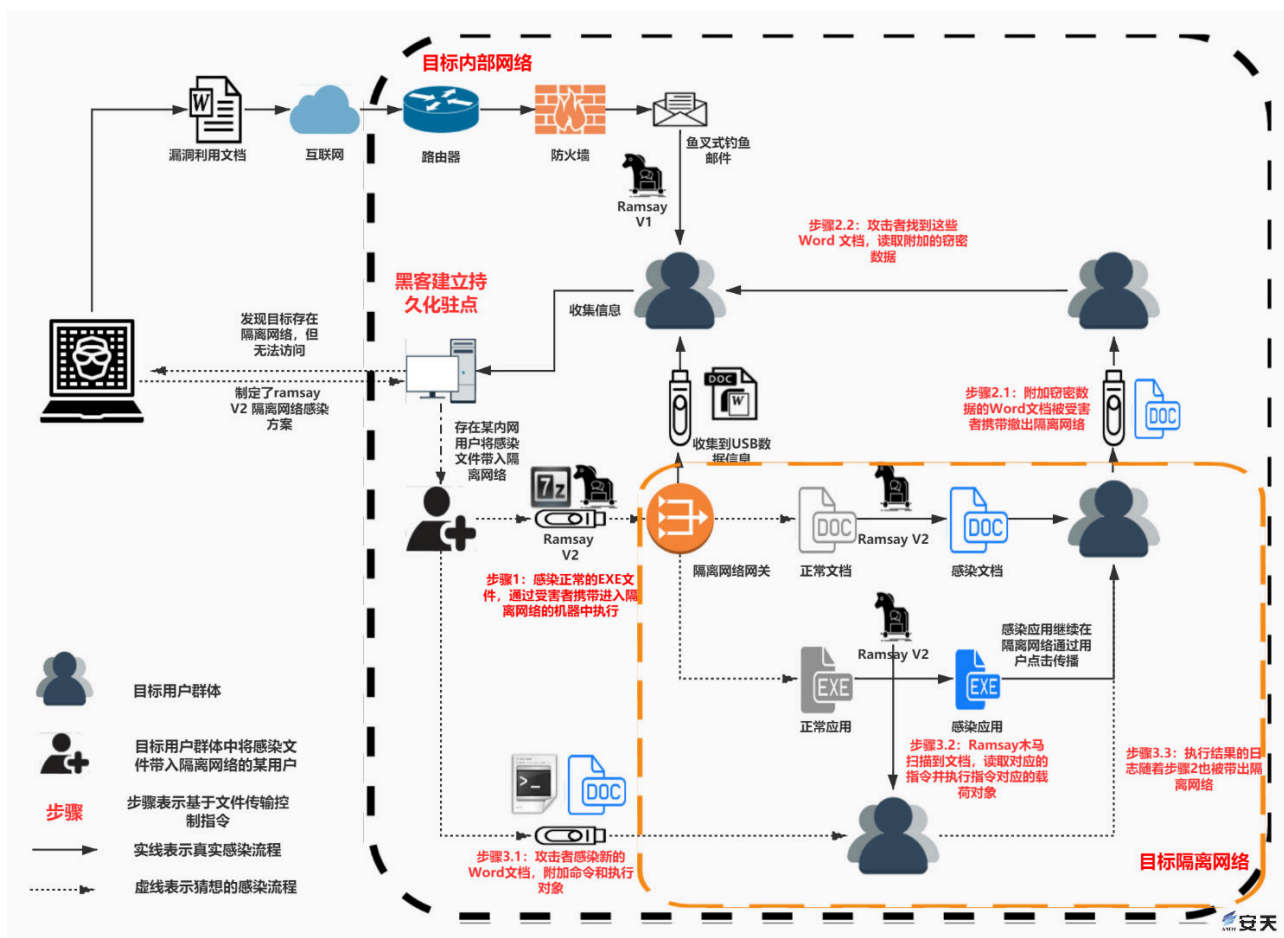 目标内部网络
W
漏洞利用文档
互联网
路由器
防火墙
鱼叉式钓鱼
邮件
Ramsay
V1
步骤2.2：攻击者找到这些
Word 文档，读取附加的窃密
数据
黑客建立持
久化驻点
收集信息
发现目标存在
隔离网络，但
无法访问
制定了ramsay
V2 隔离网络感染
方案
DOC
W
收集到USB数
据信息
步骤2.1：附加窃密数
据的Word文档被受害
者携带撤出隔离网络
DOC
存在某内网
用户将感染
文件带入隔
离网络
7z
Ramsay
V2
步骤1：感染正常的EXE文
件，通过受害者携带进入隔
离网络的机器中执行
隔离网络网关
DOC
正常文档
Ramsay V2
DOC
感染文档
Ramsay V2
感染应用继续在
隔离网络通过用
户点击传播
EXE
正常应用
EXE
感染应用
步骤3.2：Ramsay木马
扫描到文档，读取对应的
指令并执行指令对应的载
荷对象
步骤3.3：执行结果的日
志随着步骤2也被带出隔
离网络
>_
DOC
步骤3.1：攻击者感染新的
Word文档，附加命令和执行
对象
目标隔离网络
目标用户群体
目标用户群体中将感染文
件带入隔离网络的某用户
步骤
步骤表示基于文件传输控
制指令
实线表示真实感染流程
虚线表示猜想的感染流程
安天